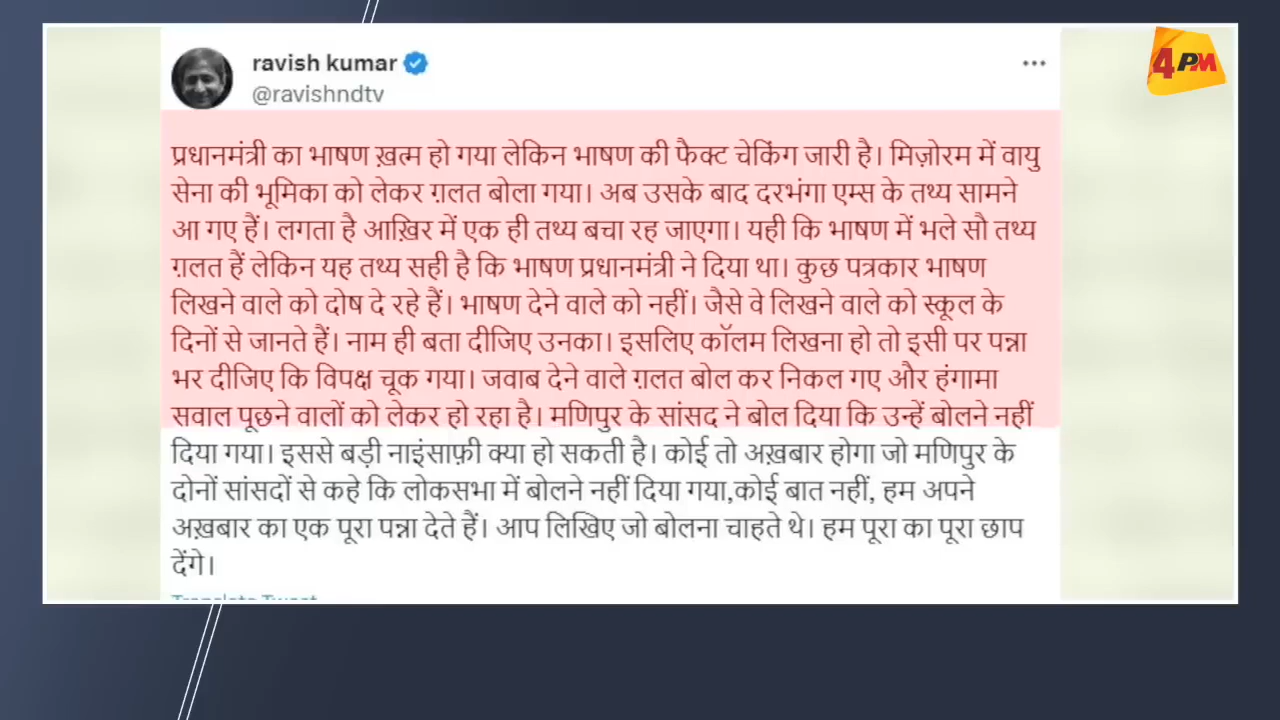 4PM
ravish kumar
@ravishndtv
प्रधानमंत्री का भाषण ख़त्म हो गया लेकिन भाषण की फैक्ट चेकिंग जारी है। मिज़ोरम में वायु
सेना की भूमिका को लेकर ग़लत बोला गया। अब उसके बाद दरभंगा एम्स के तथ्य सामने
आ गए हैं। लगता है आख़िर में एक ही तथ्य बचा रह जाएगा। यही कि भाषण में भले सौ तथ्य
ग़लत हैं लेकिन यह तथ्य सही है कि भाषण प्रधानमंत्री ने दिया था। कुछ पत्रकार भाषण
लिखने वाले को दोष दे रहे हैं। भाषण देने वाले को नहीं। जैसे वे लिखने वाले को स्कूल के
दिनों से जानते हैं। नाम ही बता दीजिए उनका। इसलिए कॉलम लिखना हो तो इसी पर पन्ना
भर दीजिए कि विपक्ष चूक गया। जवाब देने वाले ग़लत बोल कर निकल गए और हंगामा
सवाल पूछने वालों को लेकर हो रहा है। मणिपुर के सांसद ने बोल दिया कि उन्हें बोलने नहीं
दिया गया। इससे बड़ी नाइंसाफ़ी क्या हो सकती है। कोई तो अख़बार होगा जो मणिपुर के
दोनों सांसदों से कहे कि लोकसभा में बोलने नहीं दिया गया,कोई बात नहीं, हम अपने
अख़बार का एक पूरा पन्ना देते हैं। आप लिखिए जो बोलना चाहते थे। हम पूरा का पूरा छाप
देंगे।
Translate Tweet